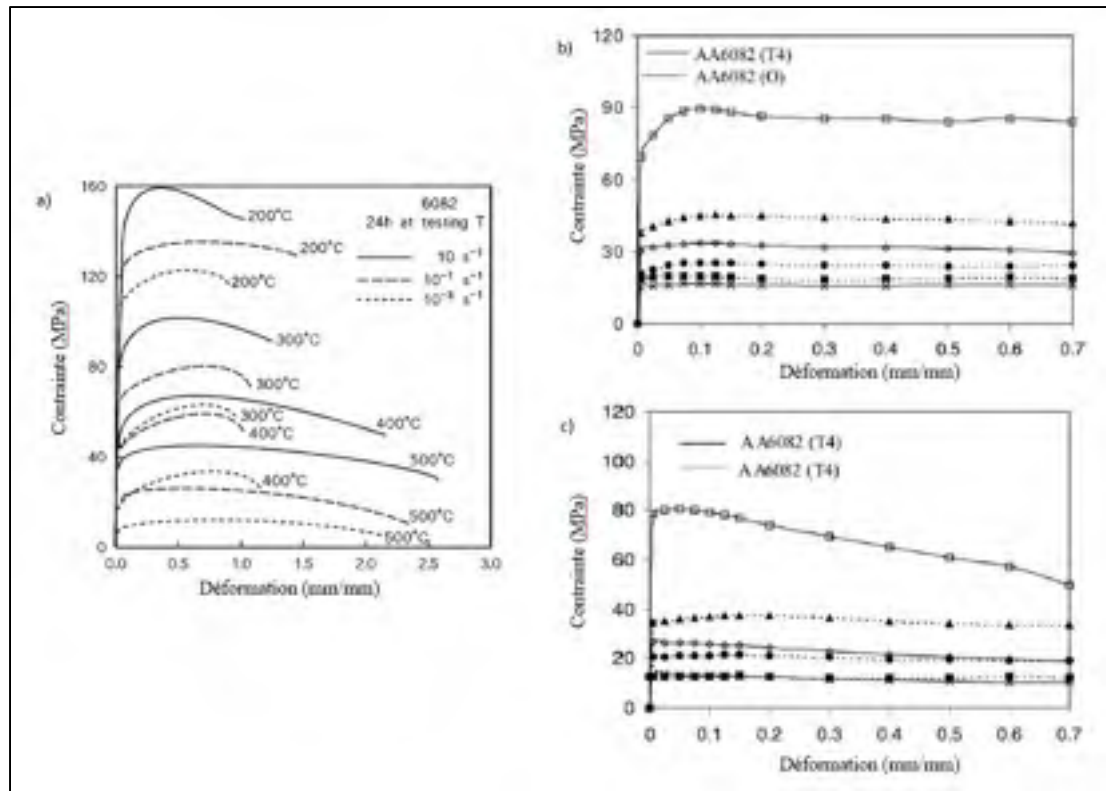 a)
Contrainte (MPa)
160
120
80
40
0
6082
24h at testing T
10 s⁻¹
10⁻¹ s⁻¹
200°C
200°C
200°C
300°C
300°C
300°C
400°C
400°C
500°C
400°C
500°C
500°C
0.0 0.5 1.0 1.5 2.0 2.5 3.0
Déformation (mm/mm)
b)
Contrainte (MPa)
120
90
60
30
0
AA6082 (T4)
AA6082 (O)
0 0.1 0.2 0.3 0.4 0.5 0.6 0.7
Déformation (mm/mm)
c)
Contrainte (MPa)
120
100
80
60
40
20
0
AA6082 (T4)
AA6082 (T4)
0 0.1 0.2 0.3 0.4 0.5 0.6 0.7
Déformation (mm/mm)